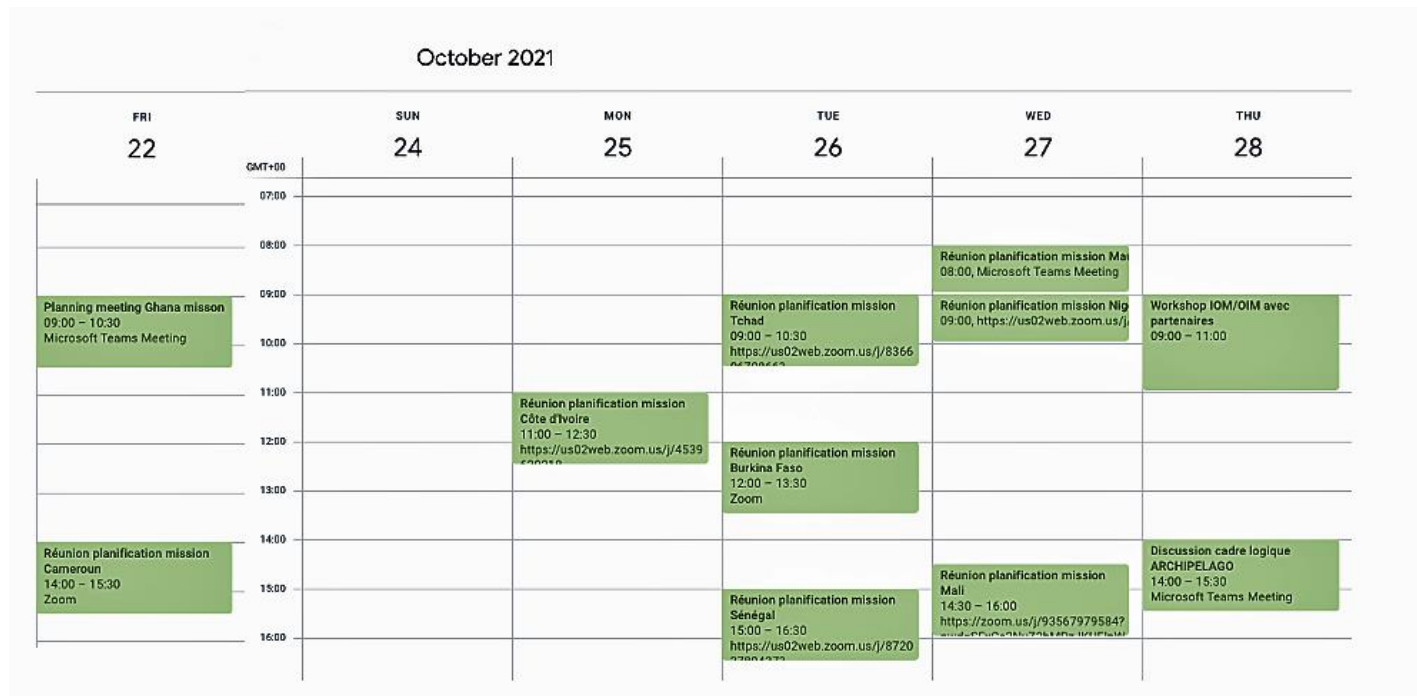 October 2021
FRI
22
SUN
24
MON
25
TUE
26
WED
27
THU
28
GMT+00
07:00
08:00
09:00
10:00
11:00
12:00
13:00
14:00
15:00
16:00
Planning meeting Ghana misson
09:00 – 10:30
Microsoft Teams Meeting
Réunion planification mission
Cameroun
14:00 – 15:30
Zoom
Réunion planification mission
Côte d'Ivoire
11:00 – 12:30
https://us02web.zoom.us/j/4539
Réunion planification mission
Tchad
09:00 – 10:30
https://us02web.zoom.us/j/8366
Réunion planification mission
Burkina Faso
12:00 – 13:30
Zoom
Réunion planification mission
Sénégal
15:00 – 16:30
https://us02web.zoom.us/j/8720
Réunion planification mission
08:00, Microsoft Teams Meeting
Réunion planification mission Nig
09:00, https://us02web.zoom.us/j/
Réunion planification mission
Mali
14:30 – 16:00
https://zoom.us/j/93567979584?
Workshop IOM/OIM avec
partenaires
09:00 – 11:00
Discussion cadre logique
ARCHIPELAGO
14:00 – 15:30
Microsoft Teams Meeting